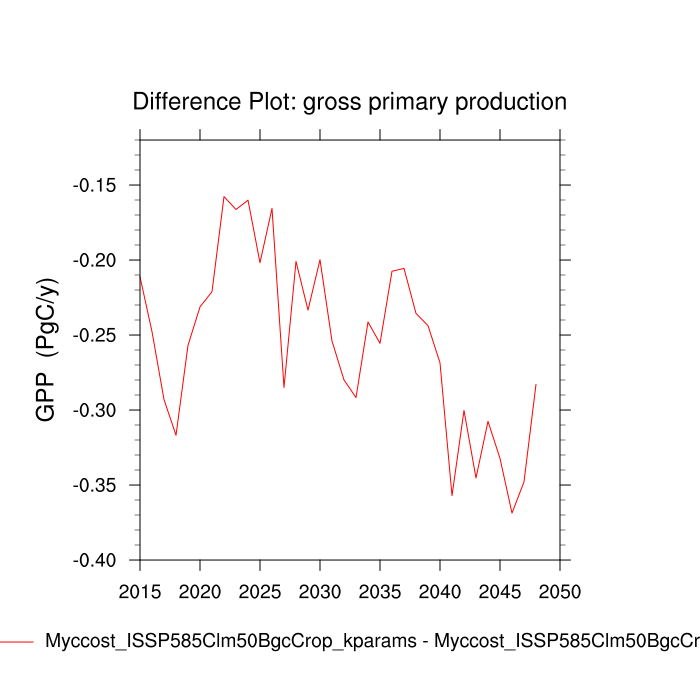 Difference Plot: gross primary production
GPP (PgC/y)
-0.15
-0.20
-0.25
-0.30
-0.35
-0.40
2015 2020 2025 2030 2035 2040 2045 2050
Myccost_ISSP585Clm50BgcCrop_kparams - Myccost_ISSP585Clm50BgcCr